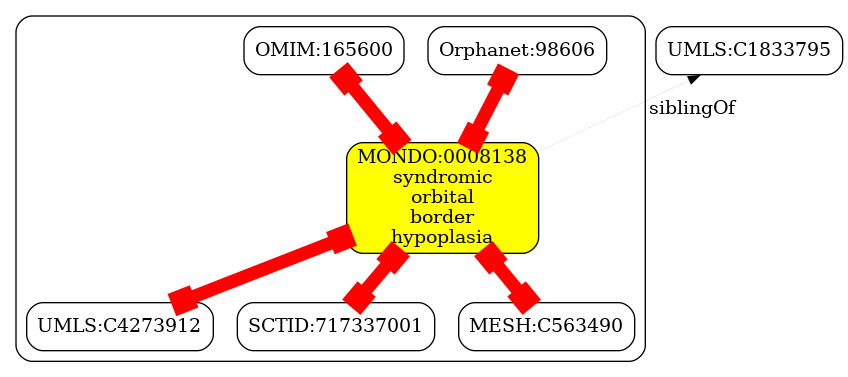 OMIM:165600
Orphanet:98606
UMLS:C1833795
siblingOf
MONDO:0008138
syndromic
orbital
border
hypoplasia
UMLS:C4273912
SCTID:717337001
MESH:C563490